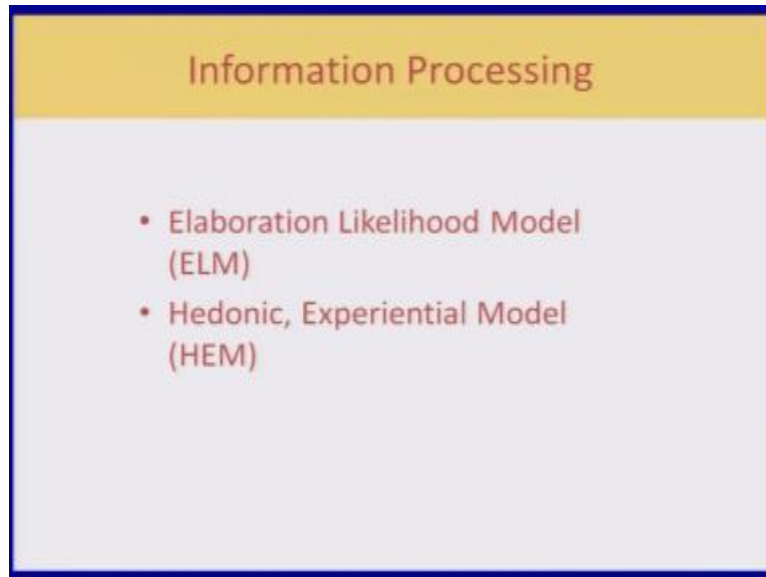 Information Processing
• Elaboration Likelihood Model
(ELM)
• Hedonic, Experiential Model
(HEM)